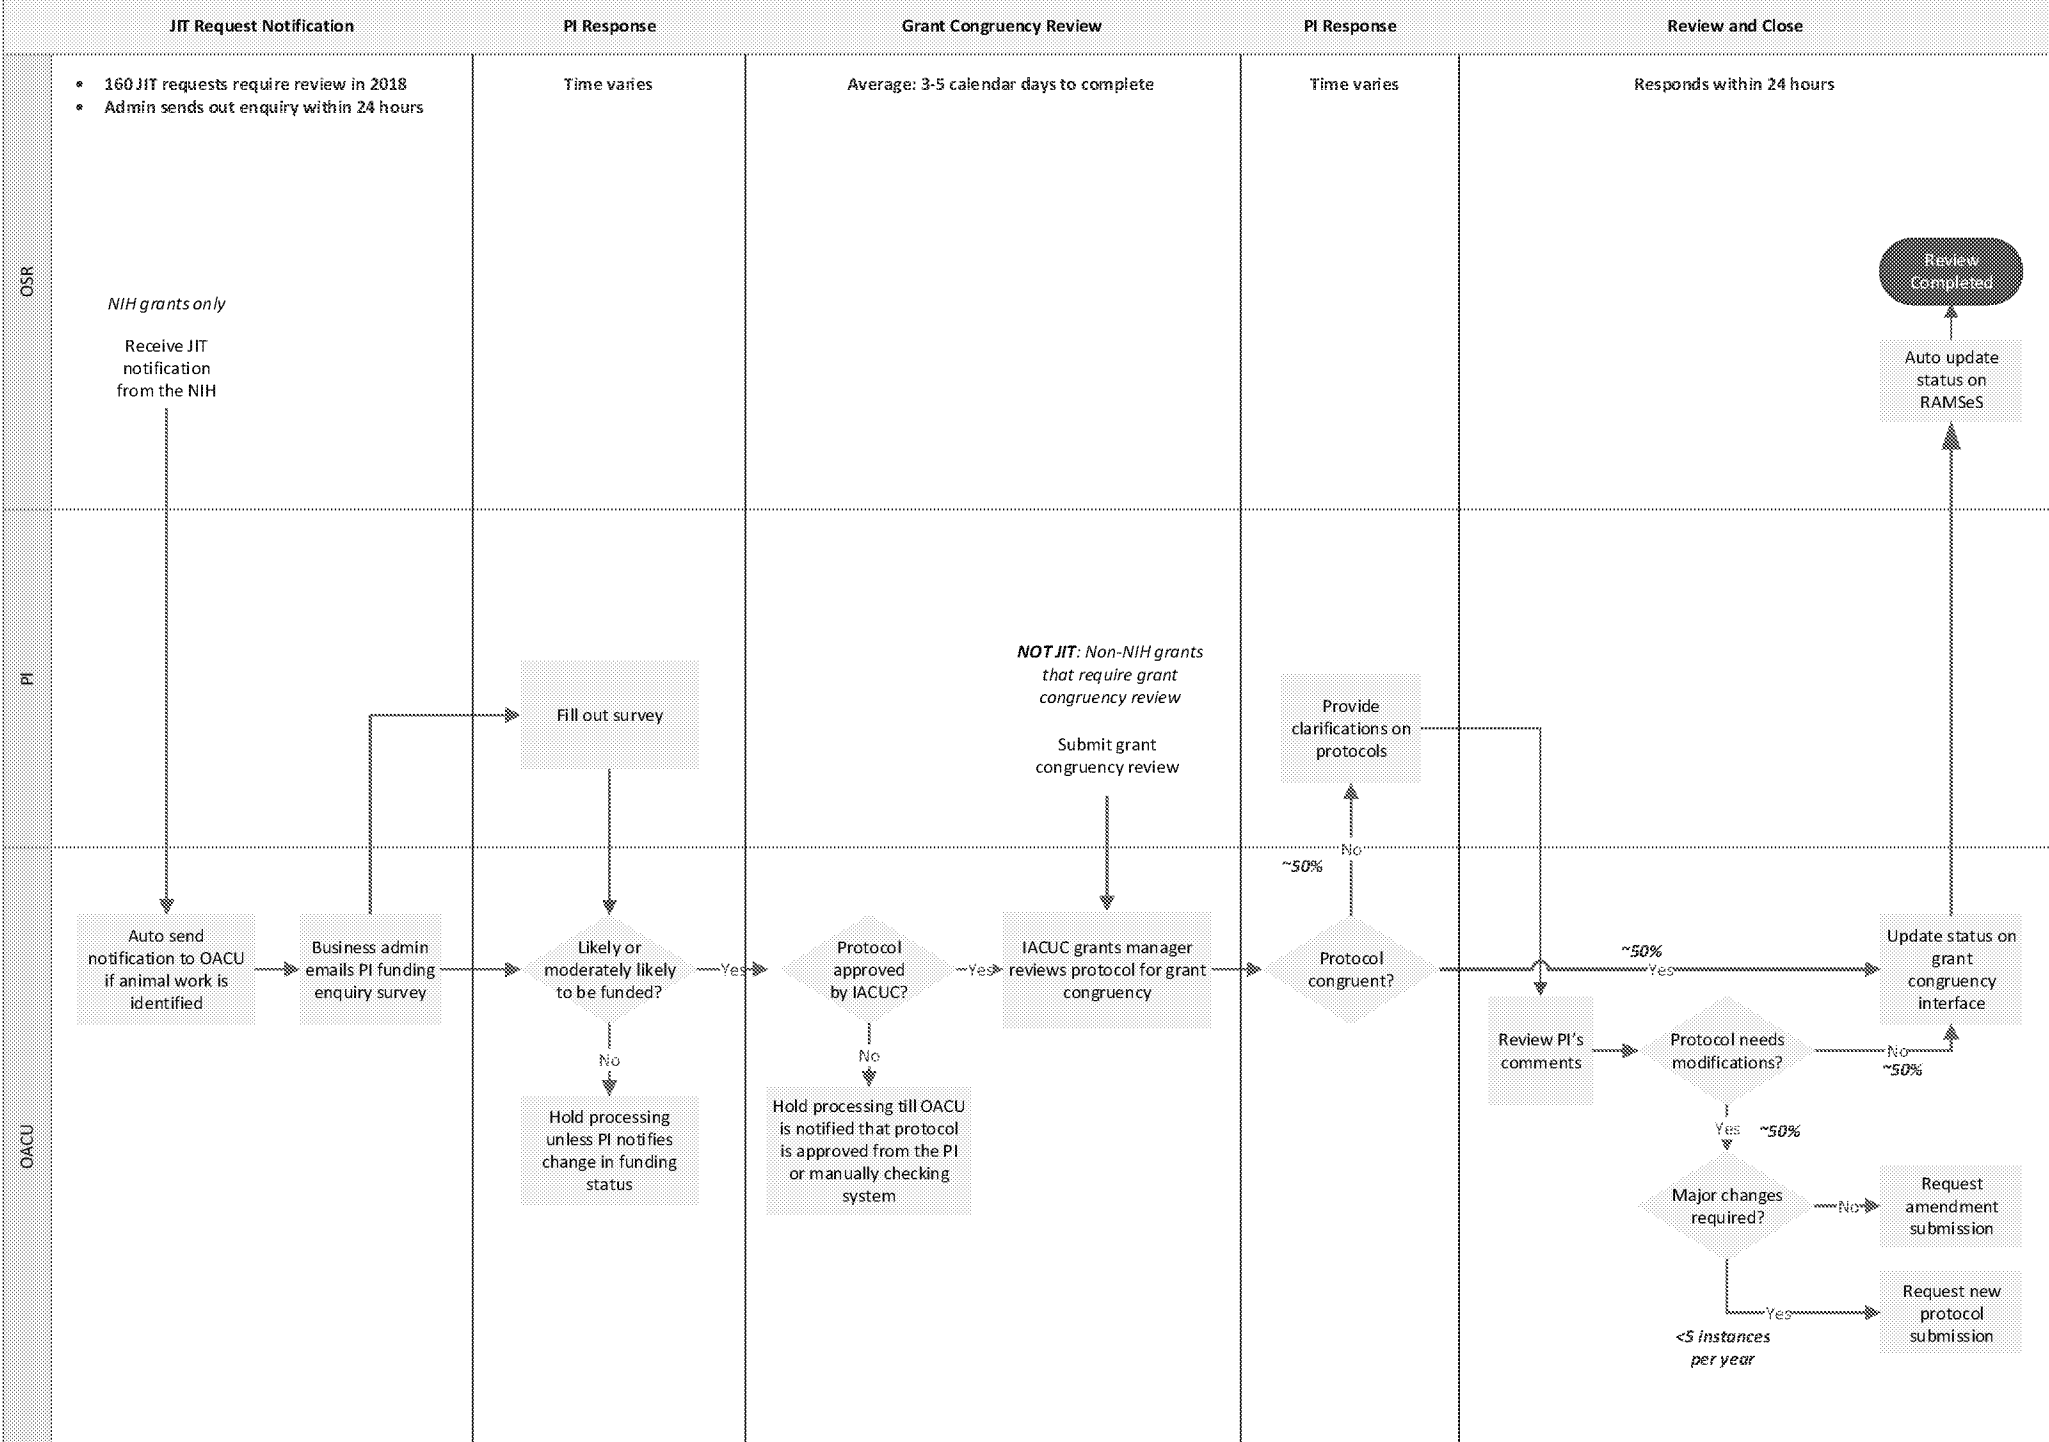 JIT Request Notification
PI Response
Grant Congruency Review
PI Response
Review and Close
• 160 JIT requests require review in 2018
• Admin sends out enquiry within 24 hours
Time varies
Average: 3-5 calendar days to complete
Time varies
Responds within 24 hours
OSR
NIH grants only
Receive JIT
notification
from the NIH
Review
Completed
Auto update
status on
RAMSeS
PI
Fill out survey
NOT JIT: Non-NIH grants
that require grant
congruency review
Submit grant
congruency review
Provide
clarifications on
protocols
OACU
Auto send
notification to OACU
if animal work is
identified
Business admin
emails PI funding
enquiry survey
Likely or
moderately likely
to be funded?
Yes
No
Hold processing
unless PI notifies
change in funding
status
Protocol
approved
by IACUC?
Yes
No
Hold processing till OACU
is notified that protocol
is approved from the PI
or manually checking
system
IACUC grants manager
reviews protocol for grant
congruency
Protocol
congruent?
No
~50%
~50%
Yes
Update status on
grant
congruency
interface
Review PI's
comments
Protocol needs
modifications?
No
~50%
Yes
~50%
Major changes
required?
No
Request
amendment
submission
Yes
<5 instances
per year
Request new
protocol
submission